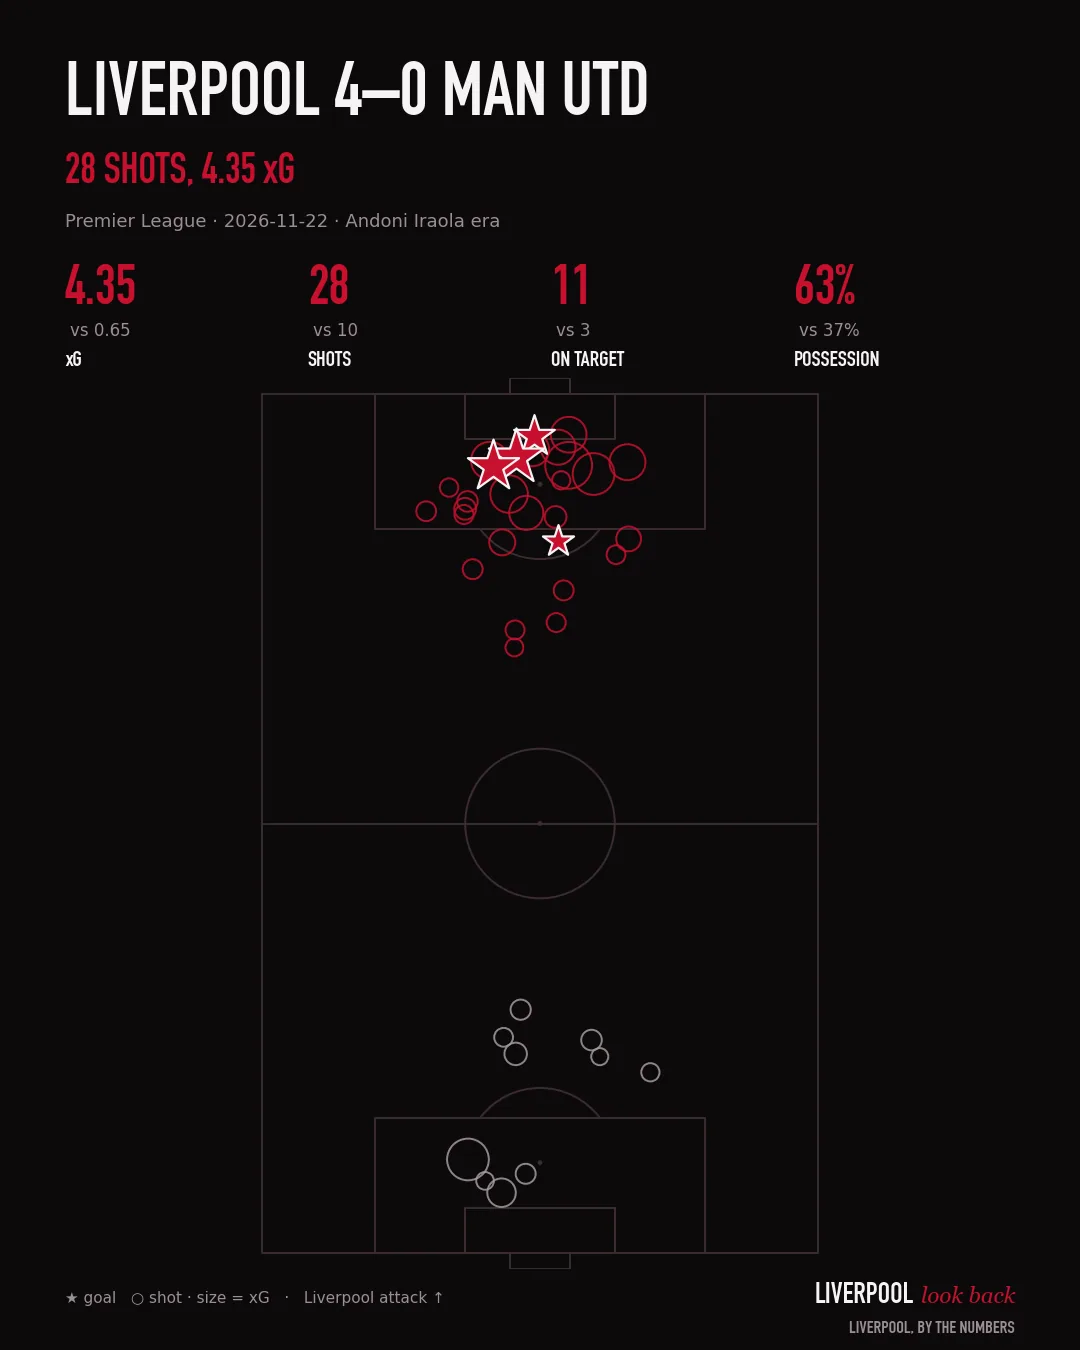 LIVERPOOL 4–0 MAN UTD
28 SHOTS, 4.35 xG
Premier League · 2026-11-22 · Andoni Iraola era
4.35 28 11 63%
vs 0.65 vs 10 vs 3 vs 37%
xG SHOTS ON TARGET POSSESSION
★ goal ○ shot · size = xG · Liverpool attack ↑
LIVERPOOL look back
LIVERPOOL, BY THE NUMBERS